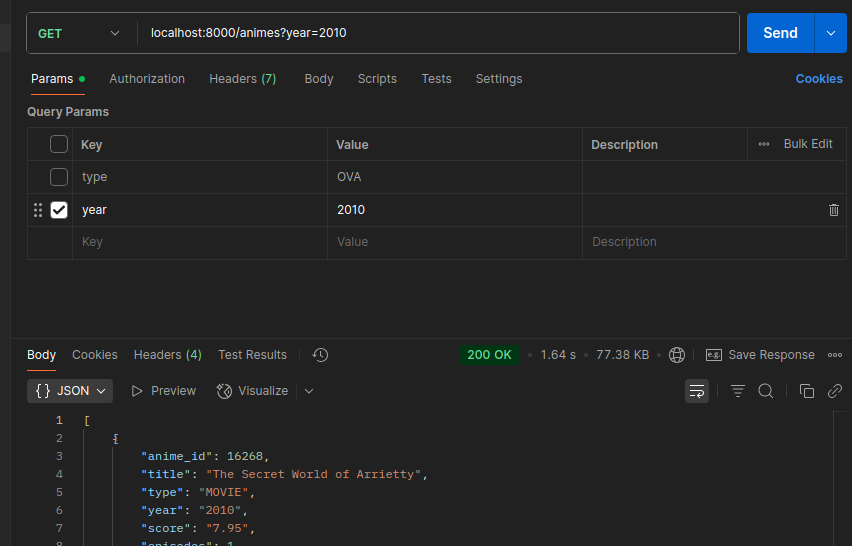 GET localhost:8000/animes?year=2010 Send
Params Authorization Headers (7) Body Scripts Tests Settings Cookies
Query Params
Key Value Description Bulk Edit
type OVA
year 2010
Key Value Description
Body Cookies Headers (4) Test Results 200 OK • 1.64 s • 77.38 KB • e.g. Save Response
{} JSON Preview Visualize
1 [
2 {
3 "anime_id": 16268,
4 "title": "The Secret World of Arrietty",
5 "type": "MOVIE",
6 "year": "2010",
7 "score": "7.95",
8 "episodes": 1